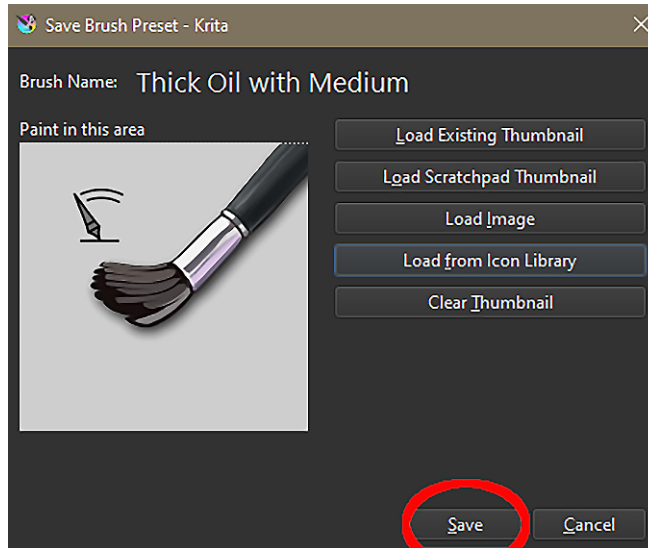 Save Brush Preset - Krita
Brush Name: Thick Oil with Medium
Paint in this area
Load Existing Thumbnail
Load Scratchpad Thumbnail
Load Image
Load from Icon Library
Clear Thumbnail
Save
Cancel